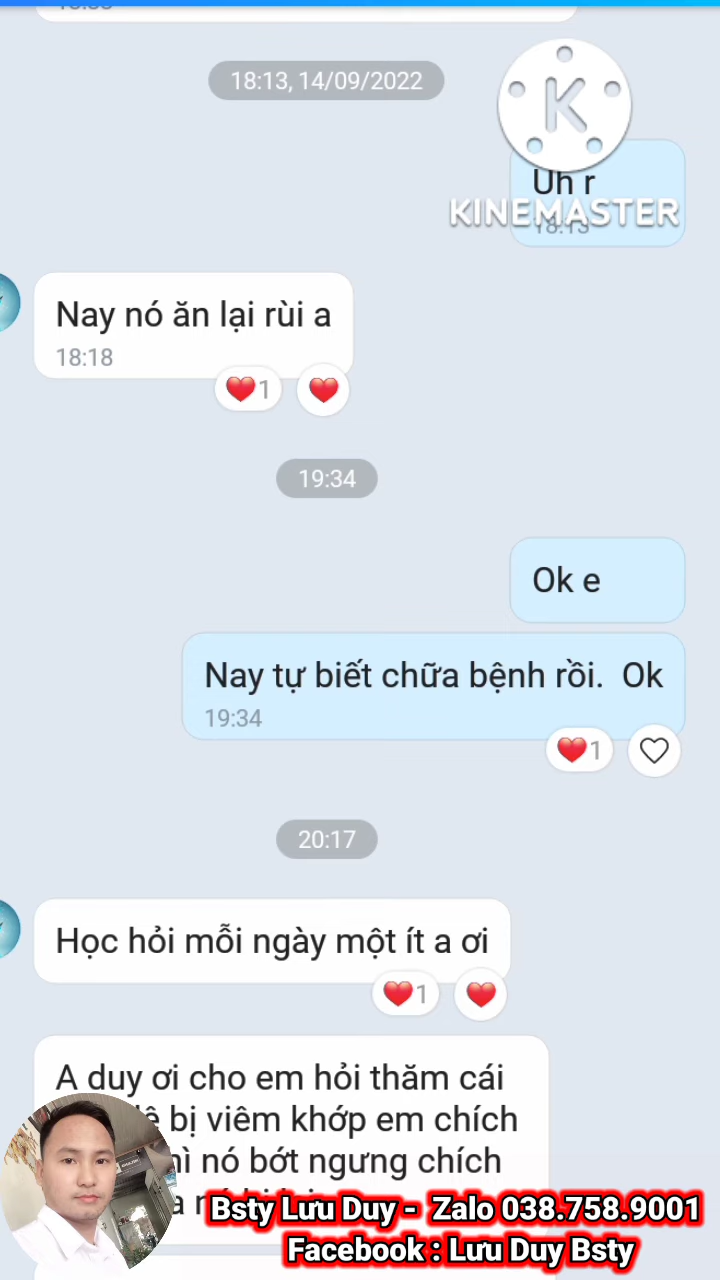 18:13, 14/09/2022
Uh r
KINEMASTER
18:13
Nay nó ăn lại rùi a
18:18
1
19:34
Ok e
Nay tự biết chữa bệnh rồi. Ok
19:34
1
20:17
Học hỏi mỗi ngày một ít a ơi
1
A duy ơi cho em hỏi thăm cái
bị viêm khớp em chích
nó bớt ngưng chích
Bsty Lưu Duy - Zalo 038.758.9001
Facebook : Lưu Duy Bsty